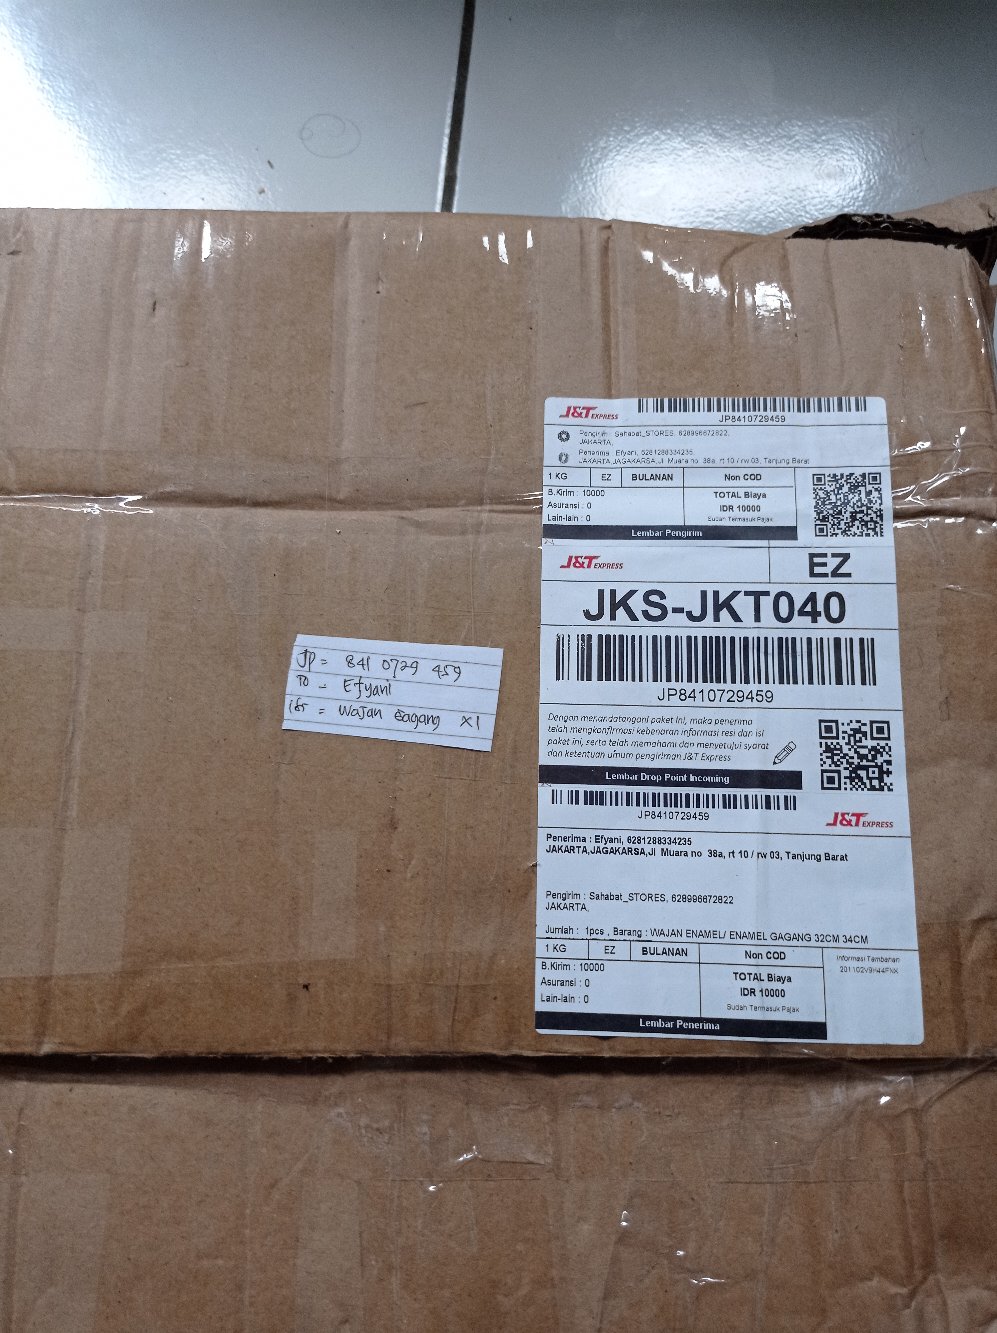 JP = 841 0729 459
TO = Efyani
isi = Wajan Gagang x1
J&T EXPRESS
JP8410729459
Pengirim : Sahabat_STORES, 628996672822,
JAKARTA,
Penerima : Efyani, 6281288334235
JAKARTA,JAGAKARSA,Jl Muara no 38a, rt 10 / rw 03, Tanjung Barat
1 KG EZ BULANAN Non COD
B.Kirim : 10000
Asuransi : 0
Lain-lain : 0
TOTAL Biaya
IDR 10000
Sudah Termasuk Pajak
Lembar Pengirim
J&T EXPRESS
EZ
JKS-JKT040
JP8410729459
Dengan menandatangani paket ini, maka penerima
telah mengkonfirmasi kebenaran informasi resi dan isi
paket ini, serta telah memahami dan menyetujui syarat
dan ketentuan umum pengiriman J&T Express
Lembar Drop Point Incoming
JP8410729459
J&T EXPRESS
Penerima : Efyani, 6281288334235
JAKARTA,JAGAKARSA,Jl Muara no 38a, rt 10 / rw 03, Tanjung Barat
Pengirim : Sahabat_STORES, 628996672822
JAKARTA,
Jumlah : 1pcs , Barang : WAJAN ENAMEL/ ENAMEL GAGANG 32CM 34CM
1 KG EZ BULANAN Non COD
B.Kirim : 10000
Asuransi : 0
Lain-lain : 0
TOTAL Biaya
IDR 10000
Sudah Termasuk Pajak
Informasi Tambahan
Lembar Penerima